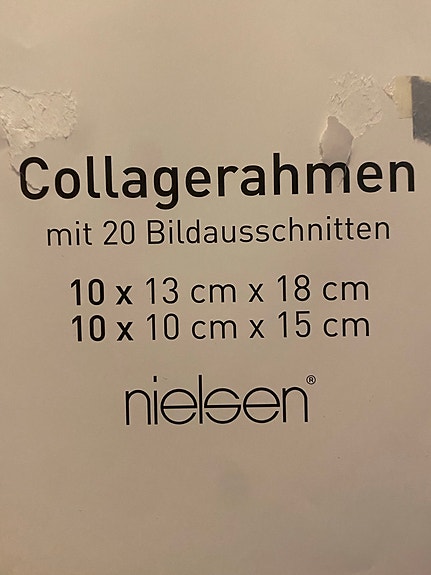 Collagerahmen
mit 20 Bildausschnitten
10 x 13 cm x 18 cm
10 x 10 cm x 15 cm
nielsen®